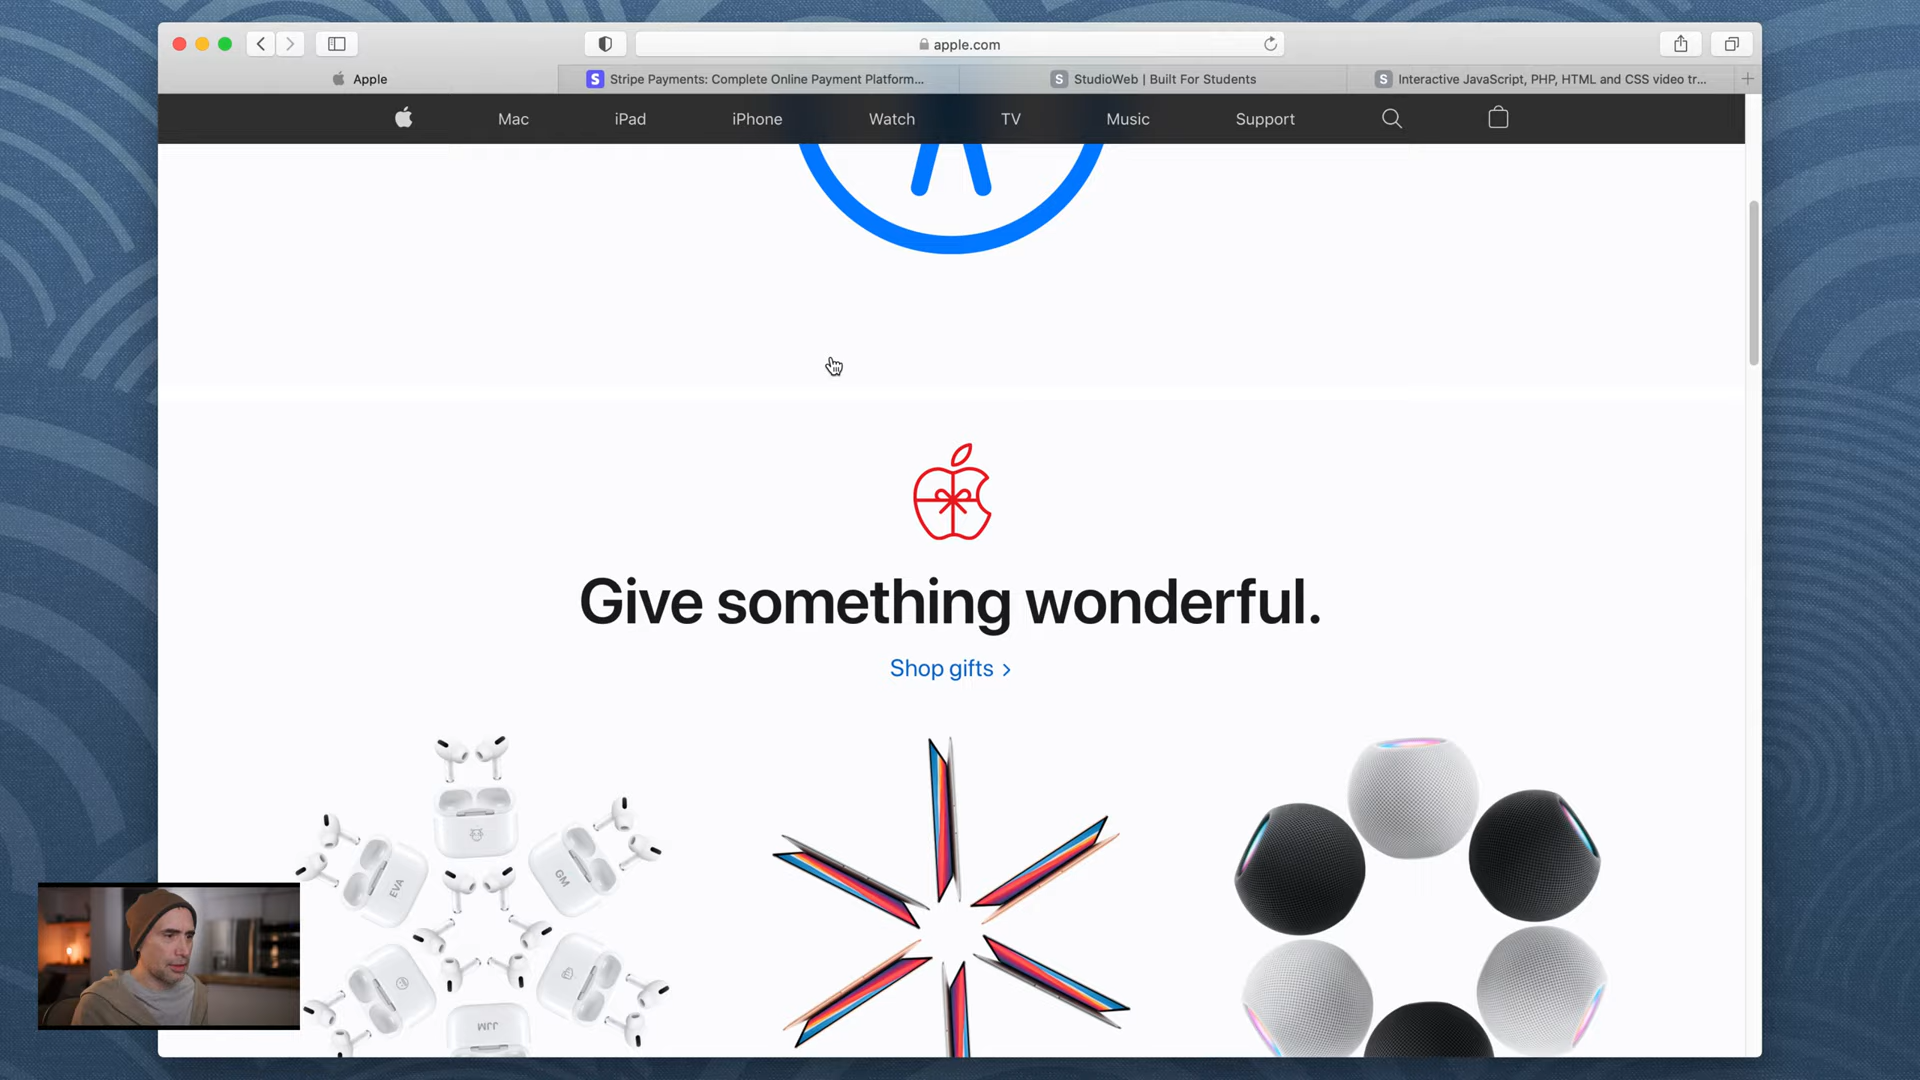 apple.com
Apple
S Stripe Payments: Complete Online Payment Platform...
S StudioWeb | Built For Students
S Interactive JavaScript, PHP, HTML and CSS video tr...
Mac iPad iPhone Watch TV Music Support
Give something wonderful.
Shop gifts >
EVA
GM
MJJ